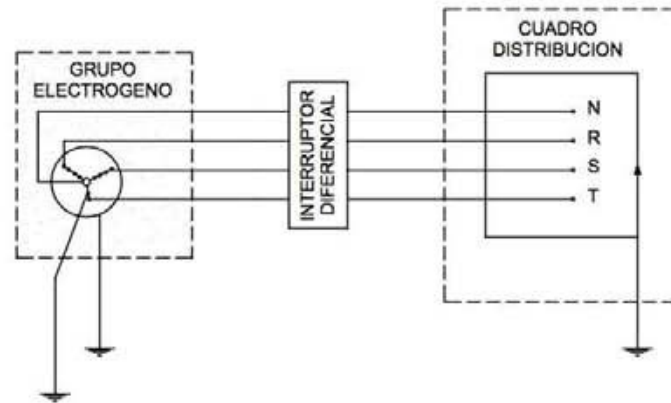 GRUPO
ELECTROGENO
INTERRUPTOR
DIFERENCIAL
CUADRO
DISTRIBUCION
N
R
S
T